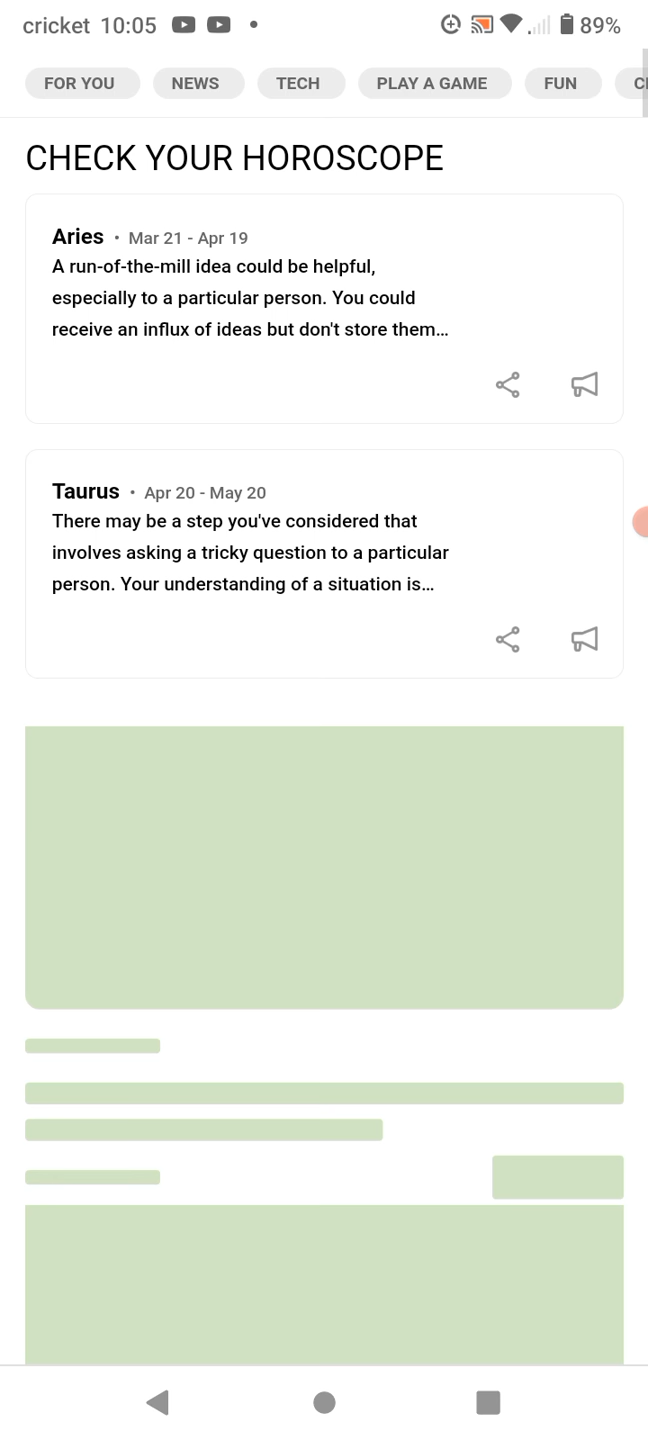 cricket 10:05 89%
FOR YOU NEWS TECH PLAY A GAME FUN
CHECK YOUR HOROSCOPE
Aries • Mar 21 - Apr 19
A run-of-the-mill idea could be helpful,
especially to a particular person. You could
receive an influx of ideas but don't store them...
Taurus • Apr 20 - May 20
There may be a step you've considered that
involves asking a tricky question to a particular
person. Your understanding of a situation is...